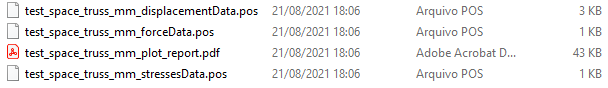 test_space_truss_mm_displacementData.pos 21/08/2021 18:06 Arquivo POS 3 KB
test_space_truss_mm_forceData.pos 21/08/2021 18:06 Arquivo POS 1 KB
test_space_truss_mm_plot_report.pdf 21/08/2021 18:06 Adobe Acrobat D... 43 KB
test_space_truss_mm_stressesData.pos 21/08/2021 18:06 Arquivo POS 1 KB